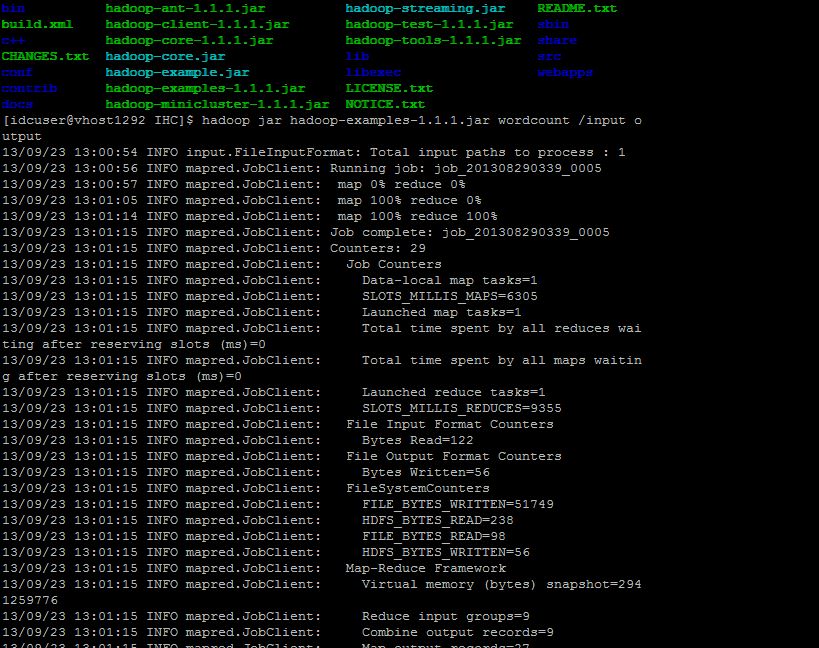 bin hadoop-ant-1.1.1.jar hadoop-streaming.jar README.txt
build.xml hadoop-client-1.1.1.jar hadoop-test-1.1.1.jar sbin
c++ hadoop-core-1.1.1.jar hadoop-tools-1.1.1.jar share
CHANGES.txt hadoop-core.jar lib src
conf hadoop-example.jar libexec webapps
contrib hadoop-examples-1.1.1.jar LICENSE.txt
docs hadoop-minicluster-1.1.1.jar NOTICE.txt
[idcuser@vhost1292 IHC]$ hadoop jar hadoop-examples-1.1.1.jar wordcount /input o
utput
13/09/23 13:00:54 INFO input.FileInputFormat: Total input paths to process : 1
13/09/23 13:00:56 INFO mapred.JobClient: Running job: job_201308290339_0005
13/09/23 13:00:57 INFO mapred.JobClient:  map 0% reduce 0%
13/09/23 13:01:05 INFO mapred.JobClient:  map 100% reduce 0%
13/09/23 13:01:14 INFO mapred.JobClient:  map 100% reduce 100%
13/09/23 13:01:15 INFO mapred.JobClient: Job complete: job_201308290339_0005
13/09/23 13:01:15 INFO mapred.JobClient: Counters: 29
13/09/23 13:01:15 INFO mapred.JobClient:   Job Counters
13/09/23 13:01:15 INFO mapred.JobClient:     Data-local map tasks=1
13/09/23 13:01:15 INFO mapred.JobClient:     SLOTS_MILLIS_MAPS=6305
13/09/23 13:01:15 INFO mapred.JobClient:     Launched map tasks=1
13/09/23 13:01:15 INFO mapred.JobClient:     Total time spent by all reduces wai
ting after reserving slots (ms)=0
13/09/23 13:01:15 INFO mapred.JobClient:     Total time spent by all maps waitin
g after reserving slots (ms)=0
13/09/23 13:01:15 INFO mapred.JobClient:     Launched reduce tasks=1
13/09/23 13:01:15 INFO mapred.JobClient:     SLOTS_MILLIS_REDUCES=9355
13/09/23 13:01:15 INFO mapred.JobClient:   File Input Format Counters
13/09/23 13:01:15 INFO mapred.JobClient:     Bytes Read=122
13/09/23 13:01:15 INFO mapred.JobClient:   File Output Format Counters
13/09/23 13:01:15 INFO mapred.JobClient:     Bytes Written=56
13/09/23 13:01:15 INFO mapred.JobClient:   FileSystemCounters
13/09/23 13:01:15 INFO mapred.JobClient:     FILE_BYTES_WRITTEN=51749
13/09/23 13:01:15 INFO mapred.JobClient:     HDFS_BYTES_READ=238
13/09/23 13:01:15 INFO mapred.JobClient:     FILE_BYTES_READ=98
13/09/23 13:01:15 INFO mapred.JobClient:     HDFS_BYTES_WRITTEN=56
13/09/23 13:01:15 INFO mapred.JobClient:   Map-Reduce Framework
13/09/23 13:01:15 INFO mapred.JobClient:     Virtual memory (bytes) snapshot=294
1259776
13/09/23 13:01:15 INFO mapred.JobClient:     Reduce input groups=9
13/09/23 13:01:15 INFO mapred.JobClient:     Combine output records=9
13/09/23 13:01:15 INFO mapred.JobClient:     Map output records=27